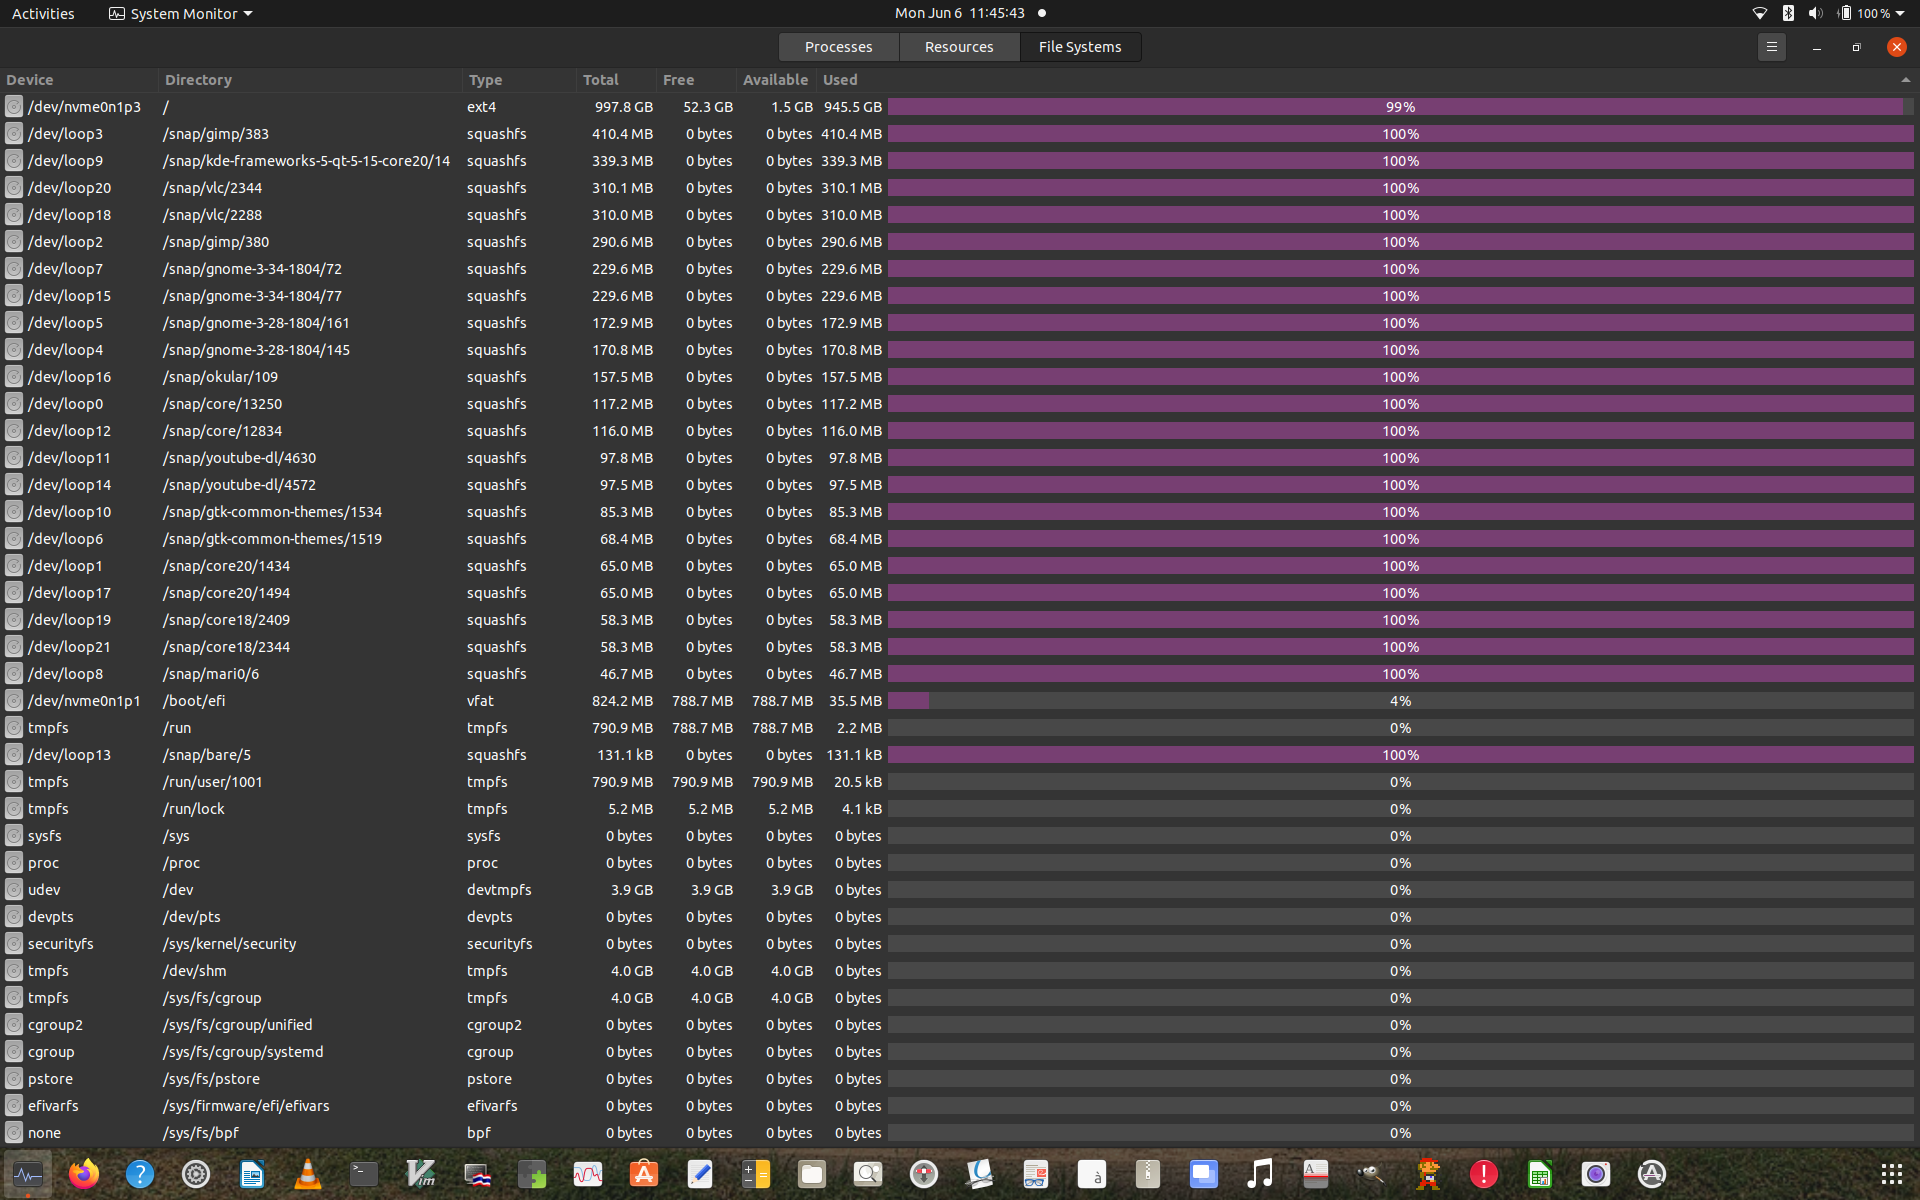 Activities System Monitor Mon Jun 6 11:45:43 100 %
Processes Resources File Systems
Device Directory Type Total Free Available Used
/dev/nvme0n1p3 / ext4 997.8 GB 52.3 GB 1.5 GB 945.5 GB 99%
/dev/loop3 /snap/gimp/383 squashfs 410.4 MB 0 bytes 0 bytes 410.4 MB 100%
/dev/loop9 /snap/kde-frameworks-5-qt-5-15-core20/14 squashfs 339.3 MB 0 bytes 0 bytes 339.3 MB 100%
/dev/loop20 /snap/vlc/2344 squashfs 310.1 MB 0 bytes 0 bytes 310.1 MB 100%
/dev/loop18 /snap/vlc/2288 squashfs 310.0 MB 0 bytes 0 bytes 310.0 MB 100%
/dev/loop2 /snap/gimp/380 squashfs 290.6 MB 0 bytes 0 bytes 290.6 MB 100%
/dev/loop7 /snap/gnome-3-34-1804/72 squashfs 229.6 MB 0 bytes 0 bytes 229.6 MB 100%
/dev/loop15 /snap/gnome-3-34-1804/77 squashfs 229.6 MB 0 bytes 0 bytes 229.6 MB 100%
/dev/loop5 /snap/gnome-3-28-1804/161 squashfs 172.9 MB 0 bytes 0 bytes 172.9 MB 100%
/dev/loop4 /snap/gnome-3-28-1804/145 squashfs 170.8 MB 0 bytes 0 bytes 170.8 MB 100%
/dev/loop16 /snap/okular/109 squashfs 157.5 MB 0 bytes 0 bytes 157.5 MB 100%
/dev/loop0 /snap/core/13250 squashfs 117.2 MB 0 bytes 0 bytes 117.2 MB 100%
/dev/loop12 /snap/core/12834 squashfs 116.0 MB 0 bytes 0 bytes 116.0 MB 100%
/dev/loop11 /snap/youtube-dl/4630 squashfs 97.8 MB 0 bytes 0 bytes 97.8 MB 100%
/dev/loop14 /snap/youtube-dl/4572 squashfs 97.5 MB 0 bytes 0 bytes 97.5 MB 100%
/dev/loop10 /snap/gtk-common-themes/1534 squashfs 85.3 MB 0 bytes 0 bytes 85.3 MB 100%
/dev/loop6 /snap/gtk-common-themes/1519 squashfs 68.4 MB 0 bytes 0 bytes 68.4 MB 100%
/dev/loop1 /snap/core20/1434 squashfs 65.0 MB 0 bytes 0 bytes 65.0 MB 100%
/dev/loop17 /snap/core20/1494 squashfs 65.0 MB 0 bytes 0 bytes 65.0 MB 100%
/dev/loop19 /snap/core18/2409 squashfs 58.3 MB 0 bytes 0 bytes 58.3 MB 100%
/dev/loop21 /snap/core18/2344 squashfs 58.3 MB 0 bytes 0 bytes 58.3 MB 100%
/dev/loop8 /snap/mari0/6 squashfs 46.7 MB 0 bytes 0 bytes 46.7 MB 100%
/dev/nvme0n1p1 /boot/efi vfat 824.2 MB 788.7 MB 788.7 MB 35.5 MB 4%
tmpfs /run tmpfs 790.9 MB 788.7 MB 788.7 MB 2.2 MB 0%
/dev/loop13 /snap/bare/5 squashfs 131.1 kB 0 bytes 0 bytes 131.1 kB 100%
tmpfs /run/user/1001 tmpfs 790.9 MB 790.9 MB 790.9 MB 20.5 kB 0%
tmpfs /run/lock tmpfs 5.2 MB 5.2 MB 5.2 MB 4.1 kB 0%
sysfs /sys sysfs 0 bytes 0 bytes 0 bytes 0 bytes 0%
proc /proc proc 0 bytes 0 bytes 0 bytes 0 bytes 0%
udev /dev devtmpfs 3.9 GB 3.9 GB 3.9 GB 0 bytes 0%
devpts /dev/pts devpts 0 bytes 0 bytes 0 bytes 0 bytes 0%
securityfs /sys/kernel/security securityfs 0 bytes 0 bytes 0 bytes 0 bytes 0%
tmpfs /dev/shm tmpfs 4.0 GB 4.0 GB 4.0 GB 0 bytes 0%
tmpfs /sys/fs/cgroup tmpfs 4.0 GB 4.0 GB 4.0 GB 0 bytes 0%
cgroup2 /sys/fs/cgroup/unified cgroup2 0 bytes 0 bytes 0 bytes 0 bytes 0%
cgroup /sys/fs/cgroup/systemd cgroup 0 bytes 0 bytes 0 bytes 0 bytes 0%
pstore /sys/fs/pstore pstore 0 bytes 0 bytes 0 bytes 0 bytes 0%
efivarfs /sys/firmware/efi/efivars efivarfs 0 bytes 0 bytes 0 bytes 0 bytes 0%
none /sys/fs/bpf bpf 0 bytes 0 bytes 0 bytes 0 bytes 0%
? >_ Vim A à A !